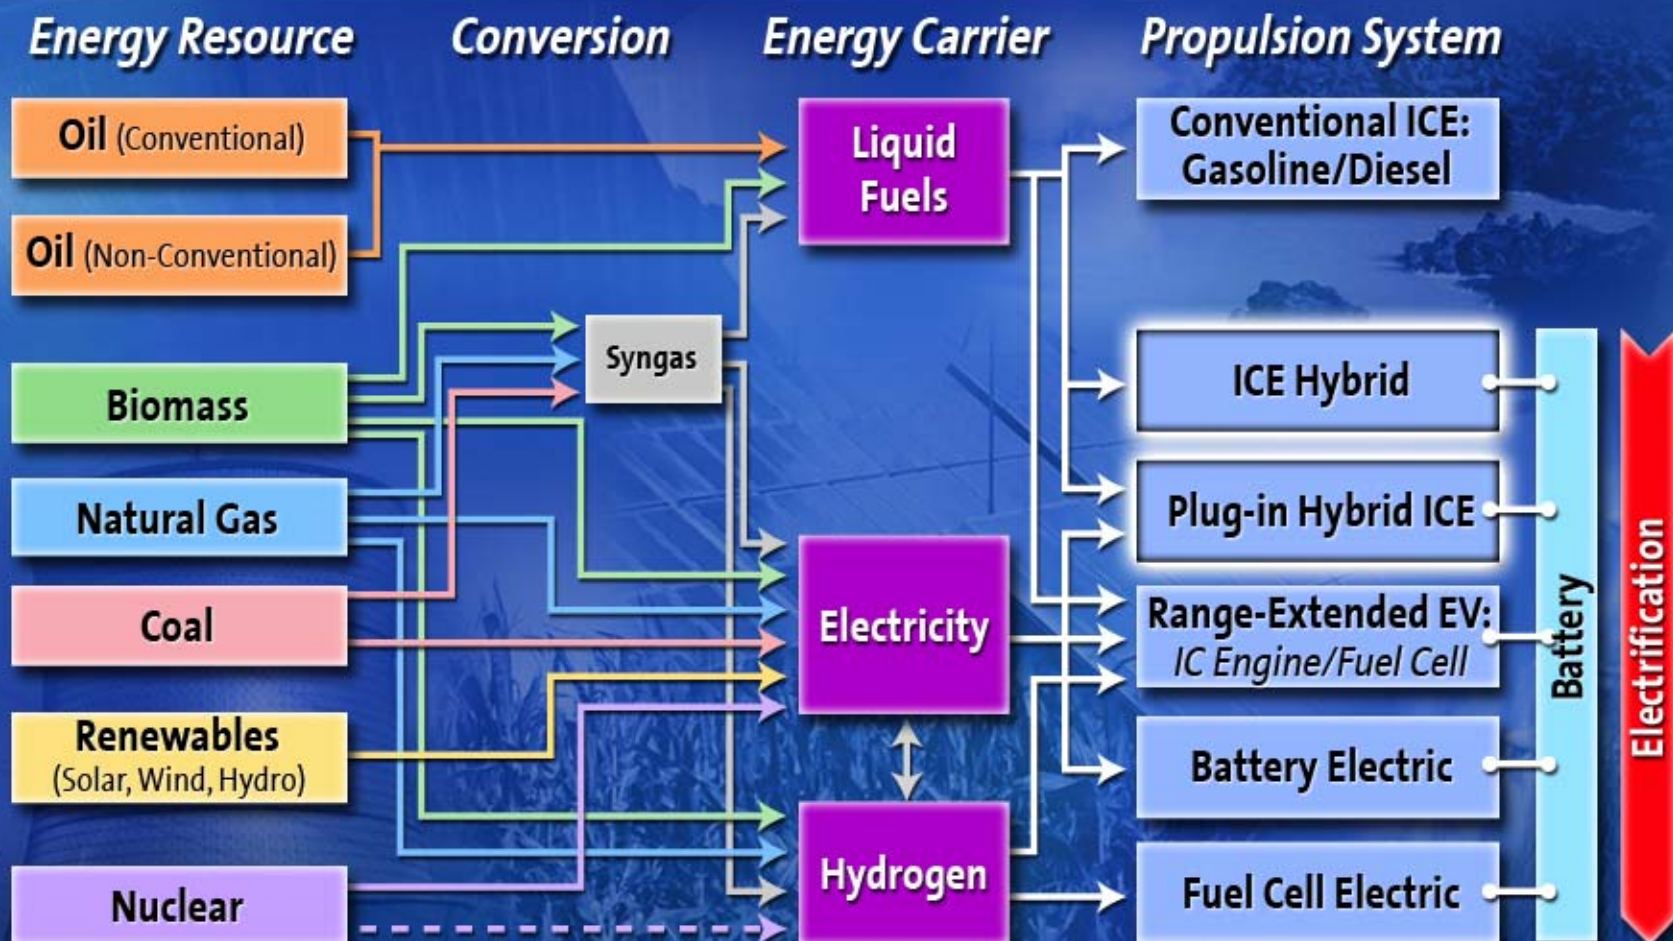 Energy Resource
Conversion
Energy Carrier
Propulsion System
Oil (Conventional)
Oil (Non-Conventional)
Biomass
Natural Gas
Coal
Renewables
(Solar, Wind, Hydro)
Nuclear
Syngas
Liquid
Fuels
Electricity
Hydrogen
Conventional ICE:
Gasoline/Diesel
ICE Hybrid
Plug-in Hybrid ICE
Range-Extended EV:
IC Engine/Fuel Cell
Battery Electric
Fuel Cell Electric
Battery
Electrification